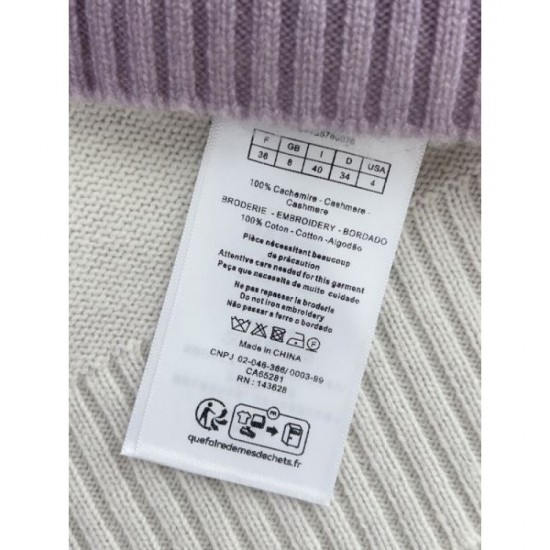 F GB I D USA
36 8 40 34 4
100% Cachemire - Cashmere -
Cashmere
BRODERIE - EMBROIDERY - BORDADO
100% Coton - Cotton - Algodão
Pièce nécessitant beaucoup
de précaution
Attentive care needed for this garment
Peça que necesita de muito cuidado
Ne pas repasser la broderie
Do not iron embroidery
Não passar a ferro o bordado
F
Made in CHINA
CNPJ 02-046-366/0003-99
CA65281
RN : 143628
m
quefairedemesdechets.fr